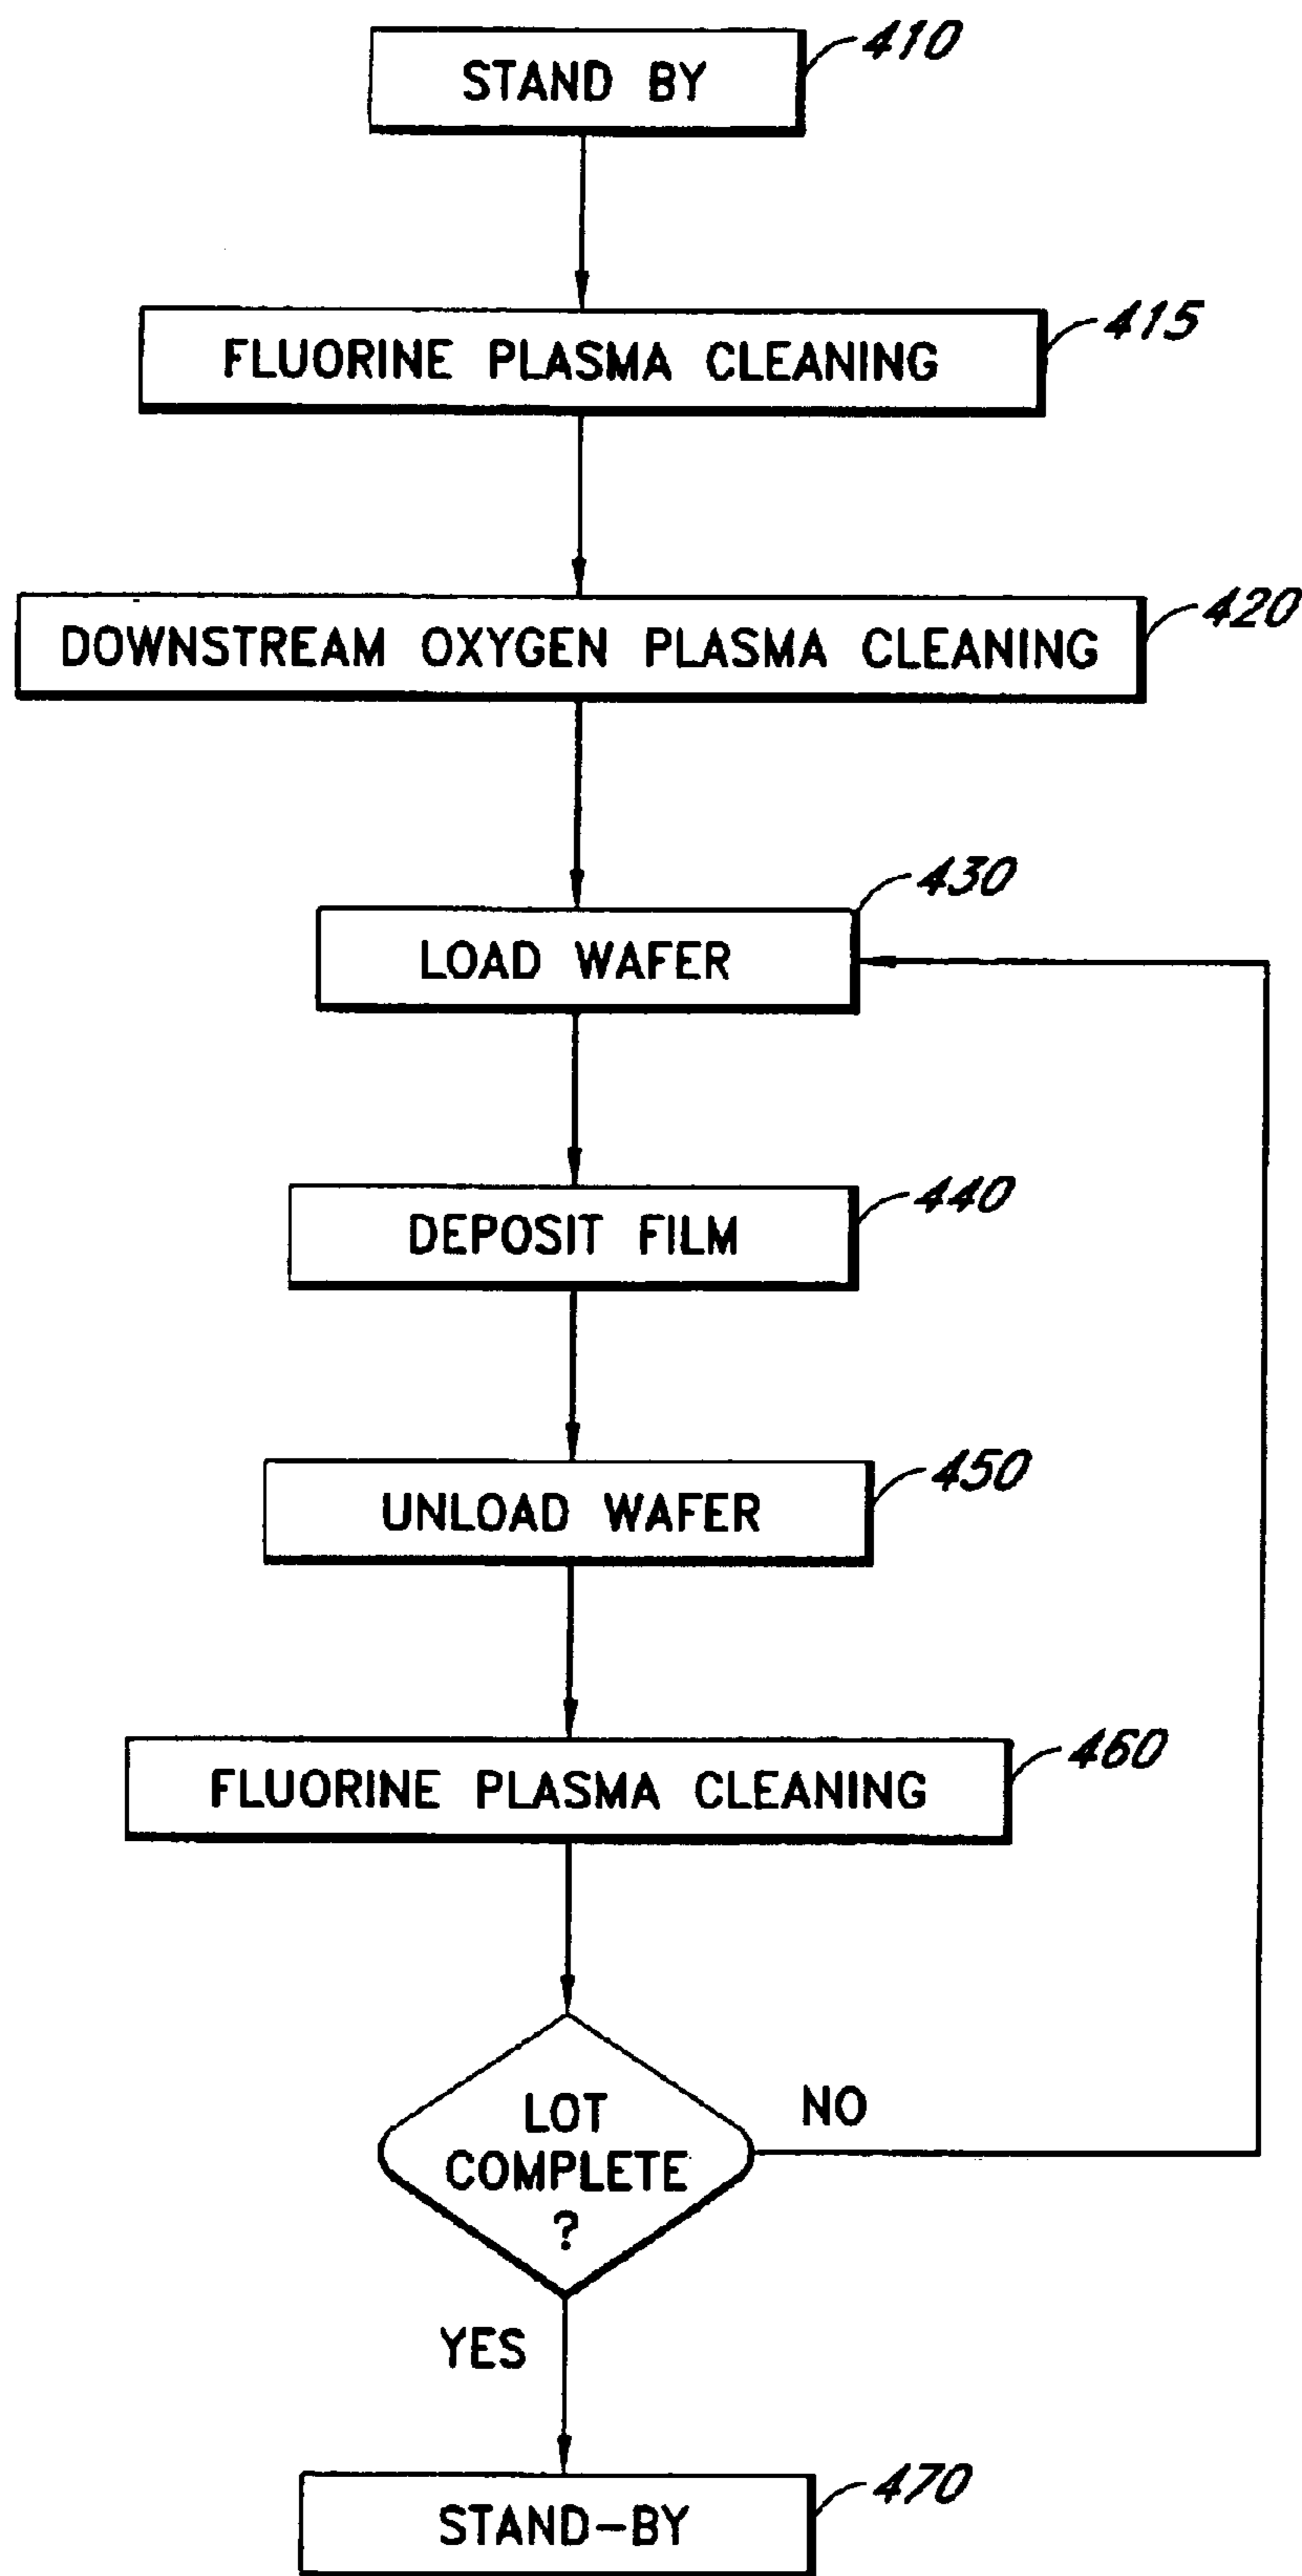 STAND BY
410
FLUORINE PLASMA CLEANING
415
DOWNSTREAM OXYGEN PLASMA CLEANING
420
LOAD WAFER
430
DEPOSIT FILM
440
UNLOAD WAFER
450
FLUORINE PLASMA CLEANING
460
LOT
COMPLETE
?
NO
YES
STAND-BY
470